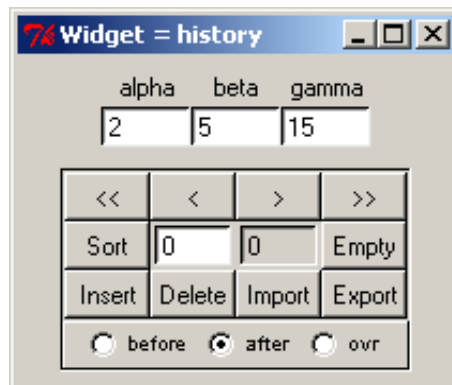 Widget = history
alpha beta gamma
2 5 15
<< < > >>
Sort 0 0 Empty
Insert Delete Import Export
before after ovr